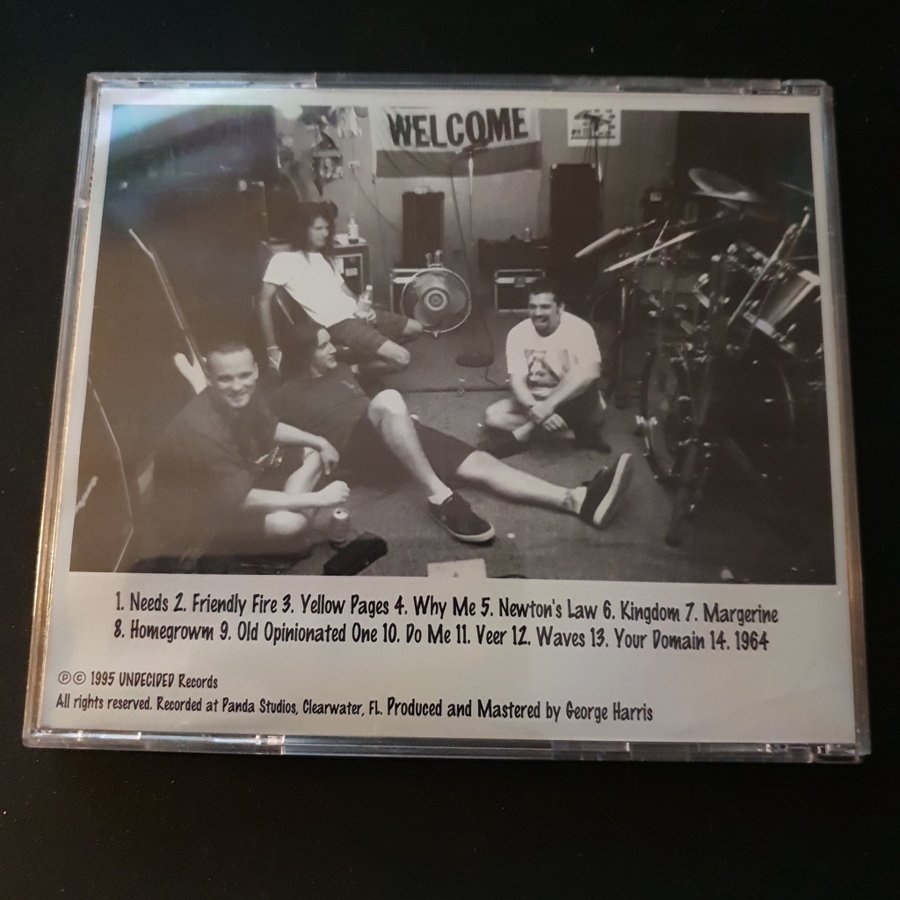 WELCOME
1. Needs 2. Friendly Fire 3. Yellow Pages 4. Why Me 5. Newton's Law 6. Kingdom 7. Margerine
8. Homegrowm 9. Old Opinionated One 10. Do Me 11. Veer 12. Waves 13. Your Domain 14. 1964
℗© 1995 UNDECIDED Records
All rights reserved. Recorded at Panda Studios, Clearwater, FL. Produced and Mastered by George Harris